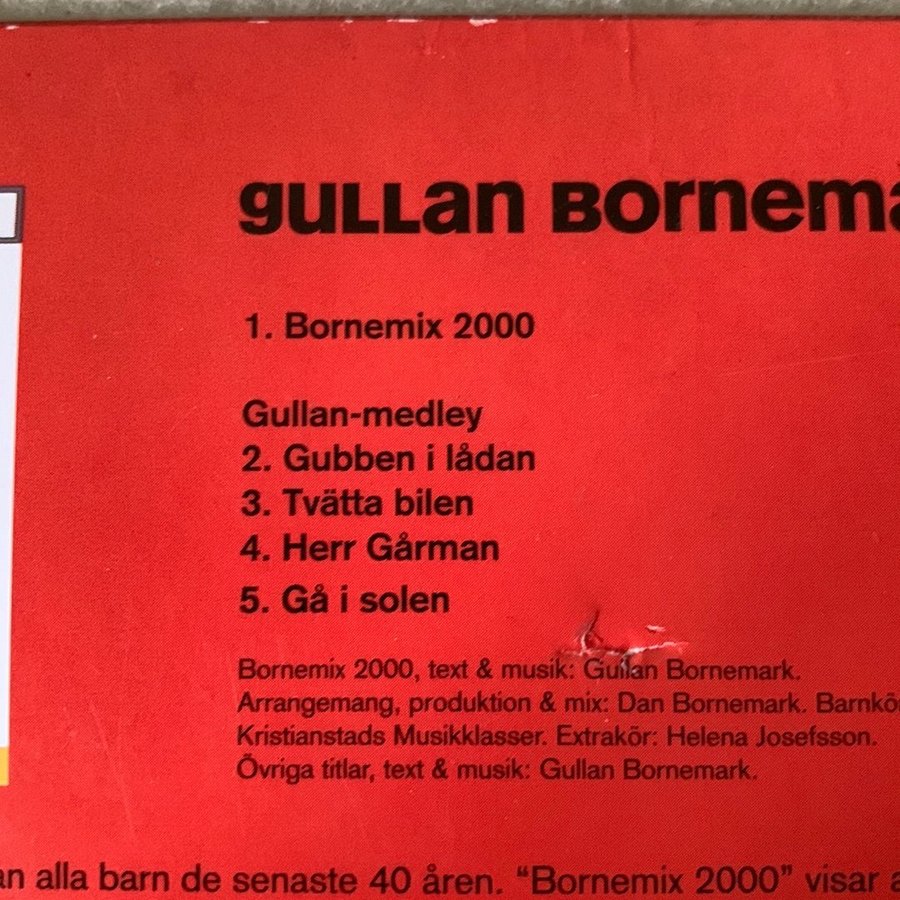 gullan Bornema
1. Bornemix 2000
Gullan-medley
2. Gubben i lådan
3. Tvätta bilen
4. Herr Gårman
5. Gå i solen
Bornemix 2000, text & musik: Gullan Bornemark.
Arrangemang, produktion & mix: Dan Bornemark. Barnkö
Kristianstads Musikklasser. Extrakör: Helena Josefsson.
Övriga titlar, text & musik: Gullan Bornemark.
an alla barn de senaste 40 åren. "Bornemix 2000" visar a